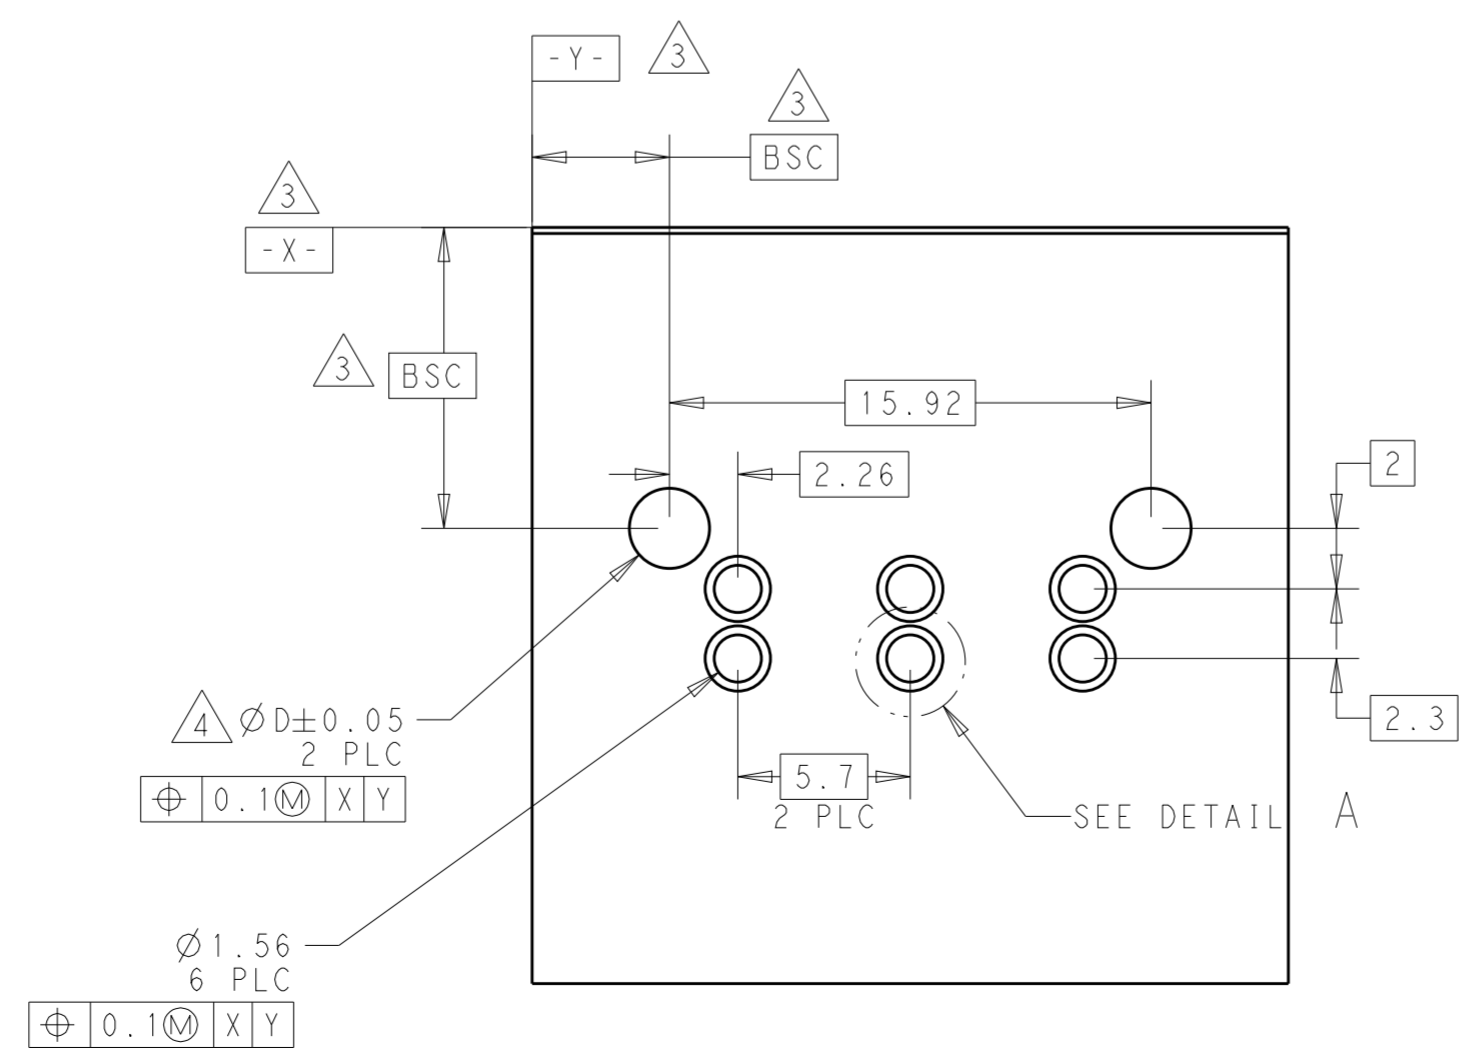 -Y-
3
3
BSC
3
-X-
3
BSC
15.92
2.26
2
4 ØD±0.05
2 PLC
⌖ 0.1Ⓜ X Y
2.3
5.7
2 PLC
SEE DETAIL A
Ø1.56
6 PLC
⌖ 0.1Ⓜ X Y